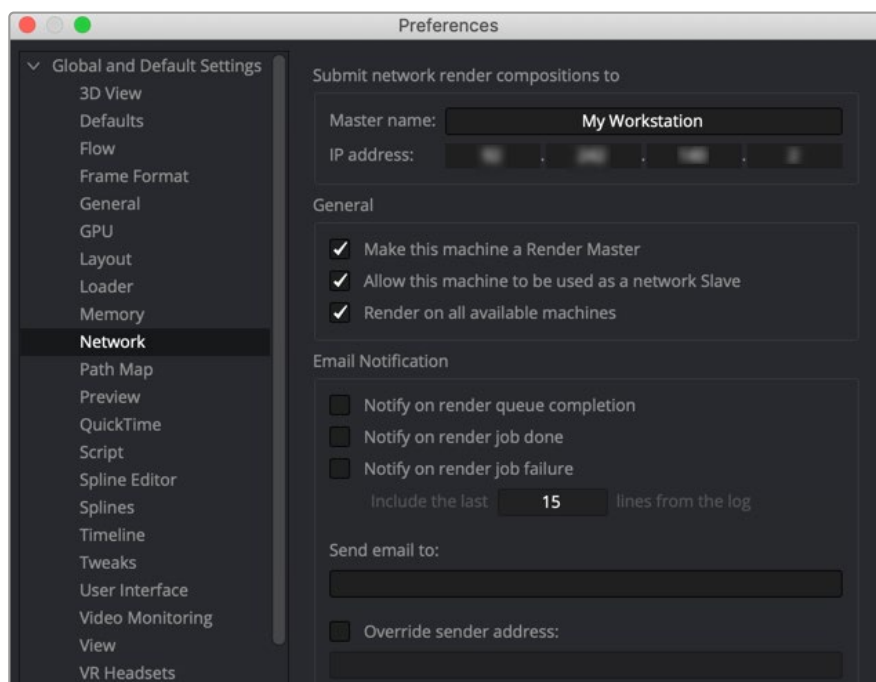 Preferences
Global and Default Settings
3D View
Defaults
Flow
Frame Format
General
GPU
Layout
Loader
Memory
Network
Path Map
Preview
QuickTime
Script
Spline Editor
Splines
Timeline
Tweaks
User Interface
Video Monitoring
View
VR Headsets
Submit network render compositions to
Master name: My Workstation
IP address: . . .
General
Make this machine a Render Master
Allow this machine to be used as a network Slave
Render on all available machines
Email Notification
Notify on render queue completion
Notify on render job done
Notify on render job failure
Include the last 15 lines from the log
Send email to:
Override sender address: